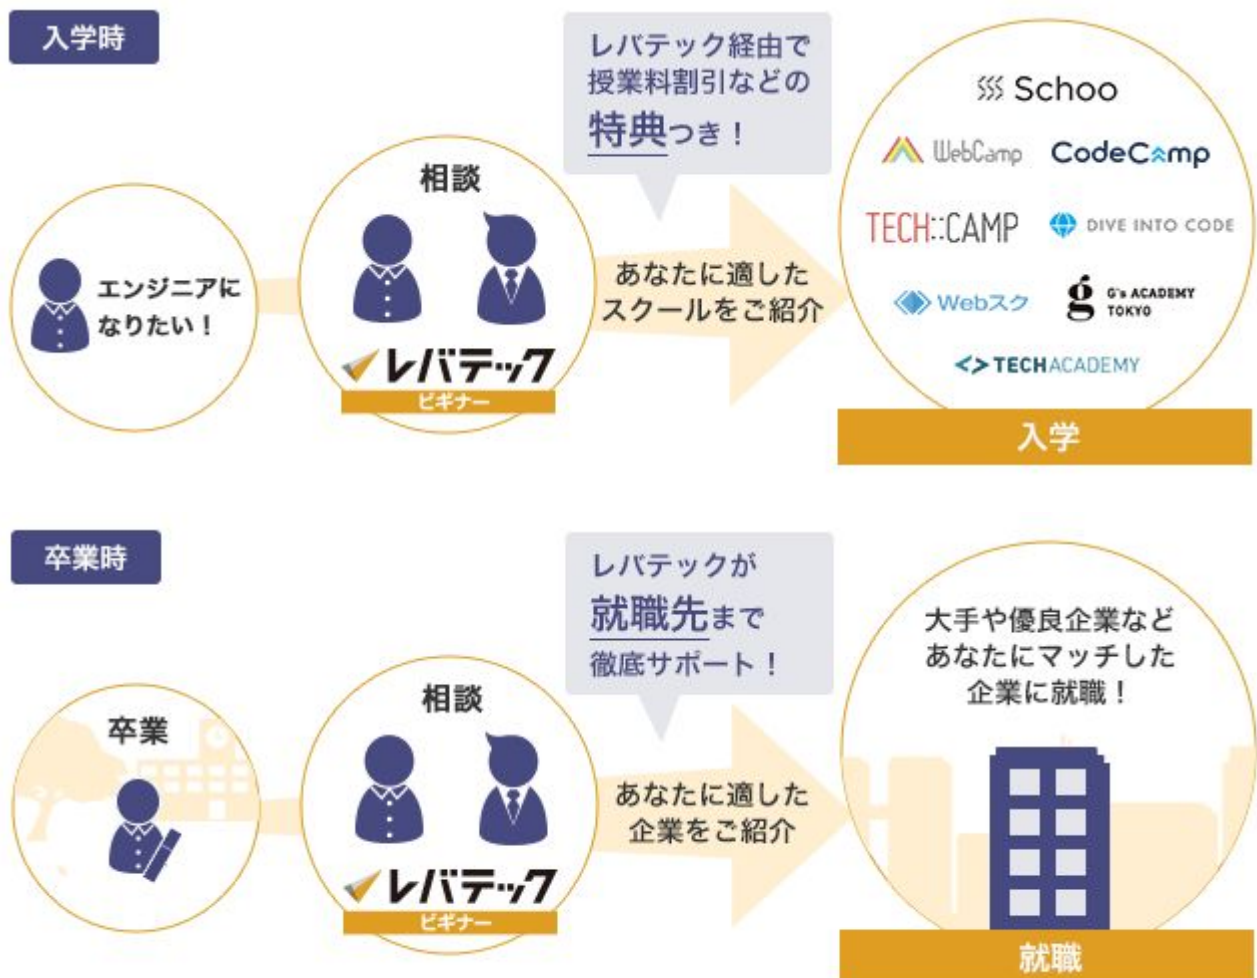 入学時
エンジニアに
なりたい！
相談
レバテック
ビギナー
レバテック経由で
授業料割引などの
特典つき！
あなたに適した
スクールをご紹介
Schoo
WebCamp
CodeCamp
TECH::CAMP
DIVE INTO CODE
Webスク
g
G's ACADEMY
TOKYO
<> TECHACADEMY
入学
卒業時
卒業
相談
レバテック
ビギナー
レバテックが
就職先まで
徹底サポート！
あなたに適した
企業をご紹介
大手や優良企業など
あなたにマッチした
企業に就職！
就職